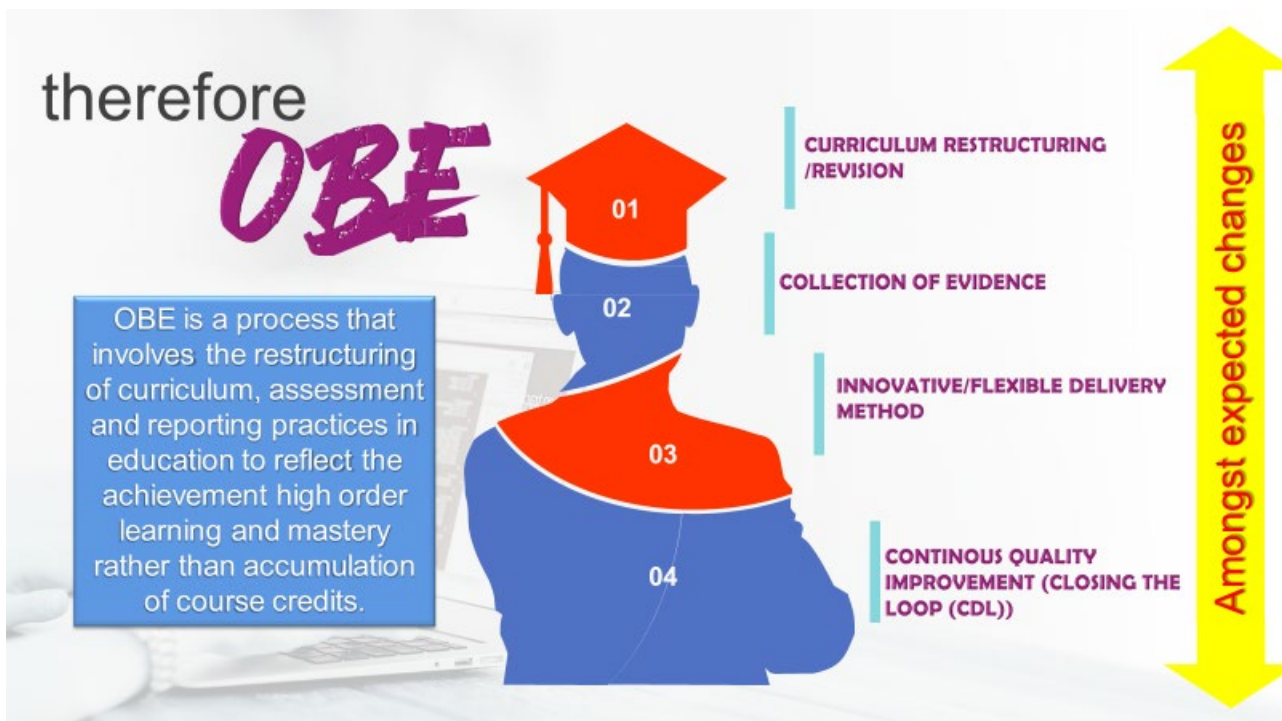 therefore
OBE
OBE is a process that
involves the restructuring
of curriculum, assessment
and reporting practices in
education to reflect the
achievement high order
learning and mastery
rather than accumulation
of course credits.
01
CURRICULUM RESTRUCTURING
/REVISION
02
COLLECTION OF EVIDENCE
03
INNOVATIVE/FLEXIBLE DELIVERY
METHOD
04
CONTINOUS QUALITY
IMPROVEMENT (CLOSING THE
LOOP (CDL))
Amongst expected changes